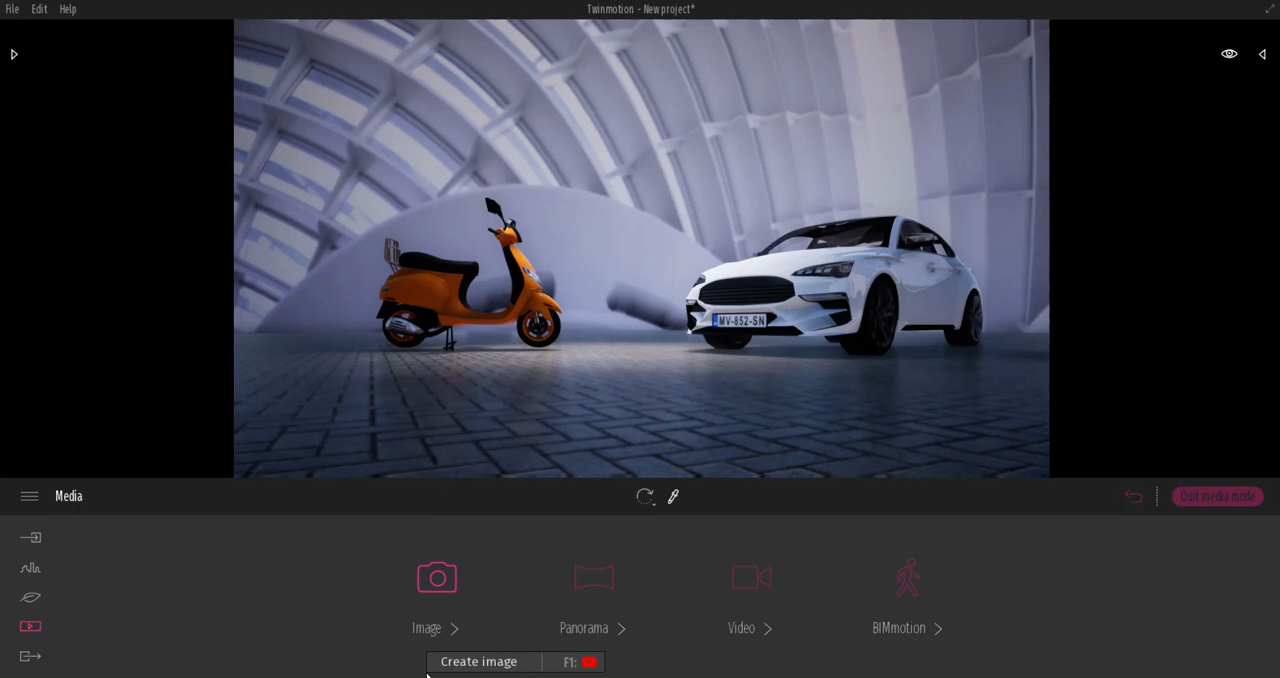 File Edit Help
Twinmotion - New project*
MV-852-SN
Media
Quit media mode
Image
Panorama
Video
BIMmotion
Create image
F1: